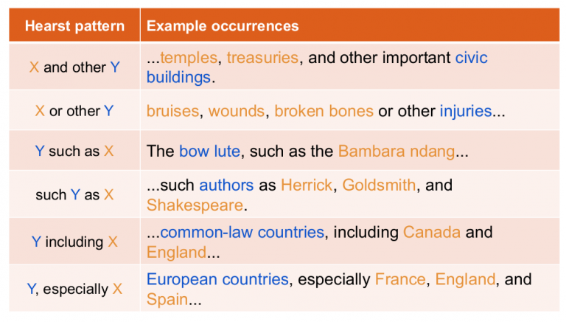 Hearst pattern Example occurrences
X and other Y ...temples, treasuries, and other important civic
buildings.
X or other Y bruises, wounds, broken bones or other injuries...
Y such as X The bow lute, such as the Bambara ndang...
such Y as X ...such authors as Herrick, Goldsmith, and
Shakespeare.
Y including X ...common-law countries, including Canada and
England...
Y, especially X European countries, especially France, England, and
Spain...